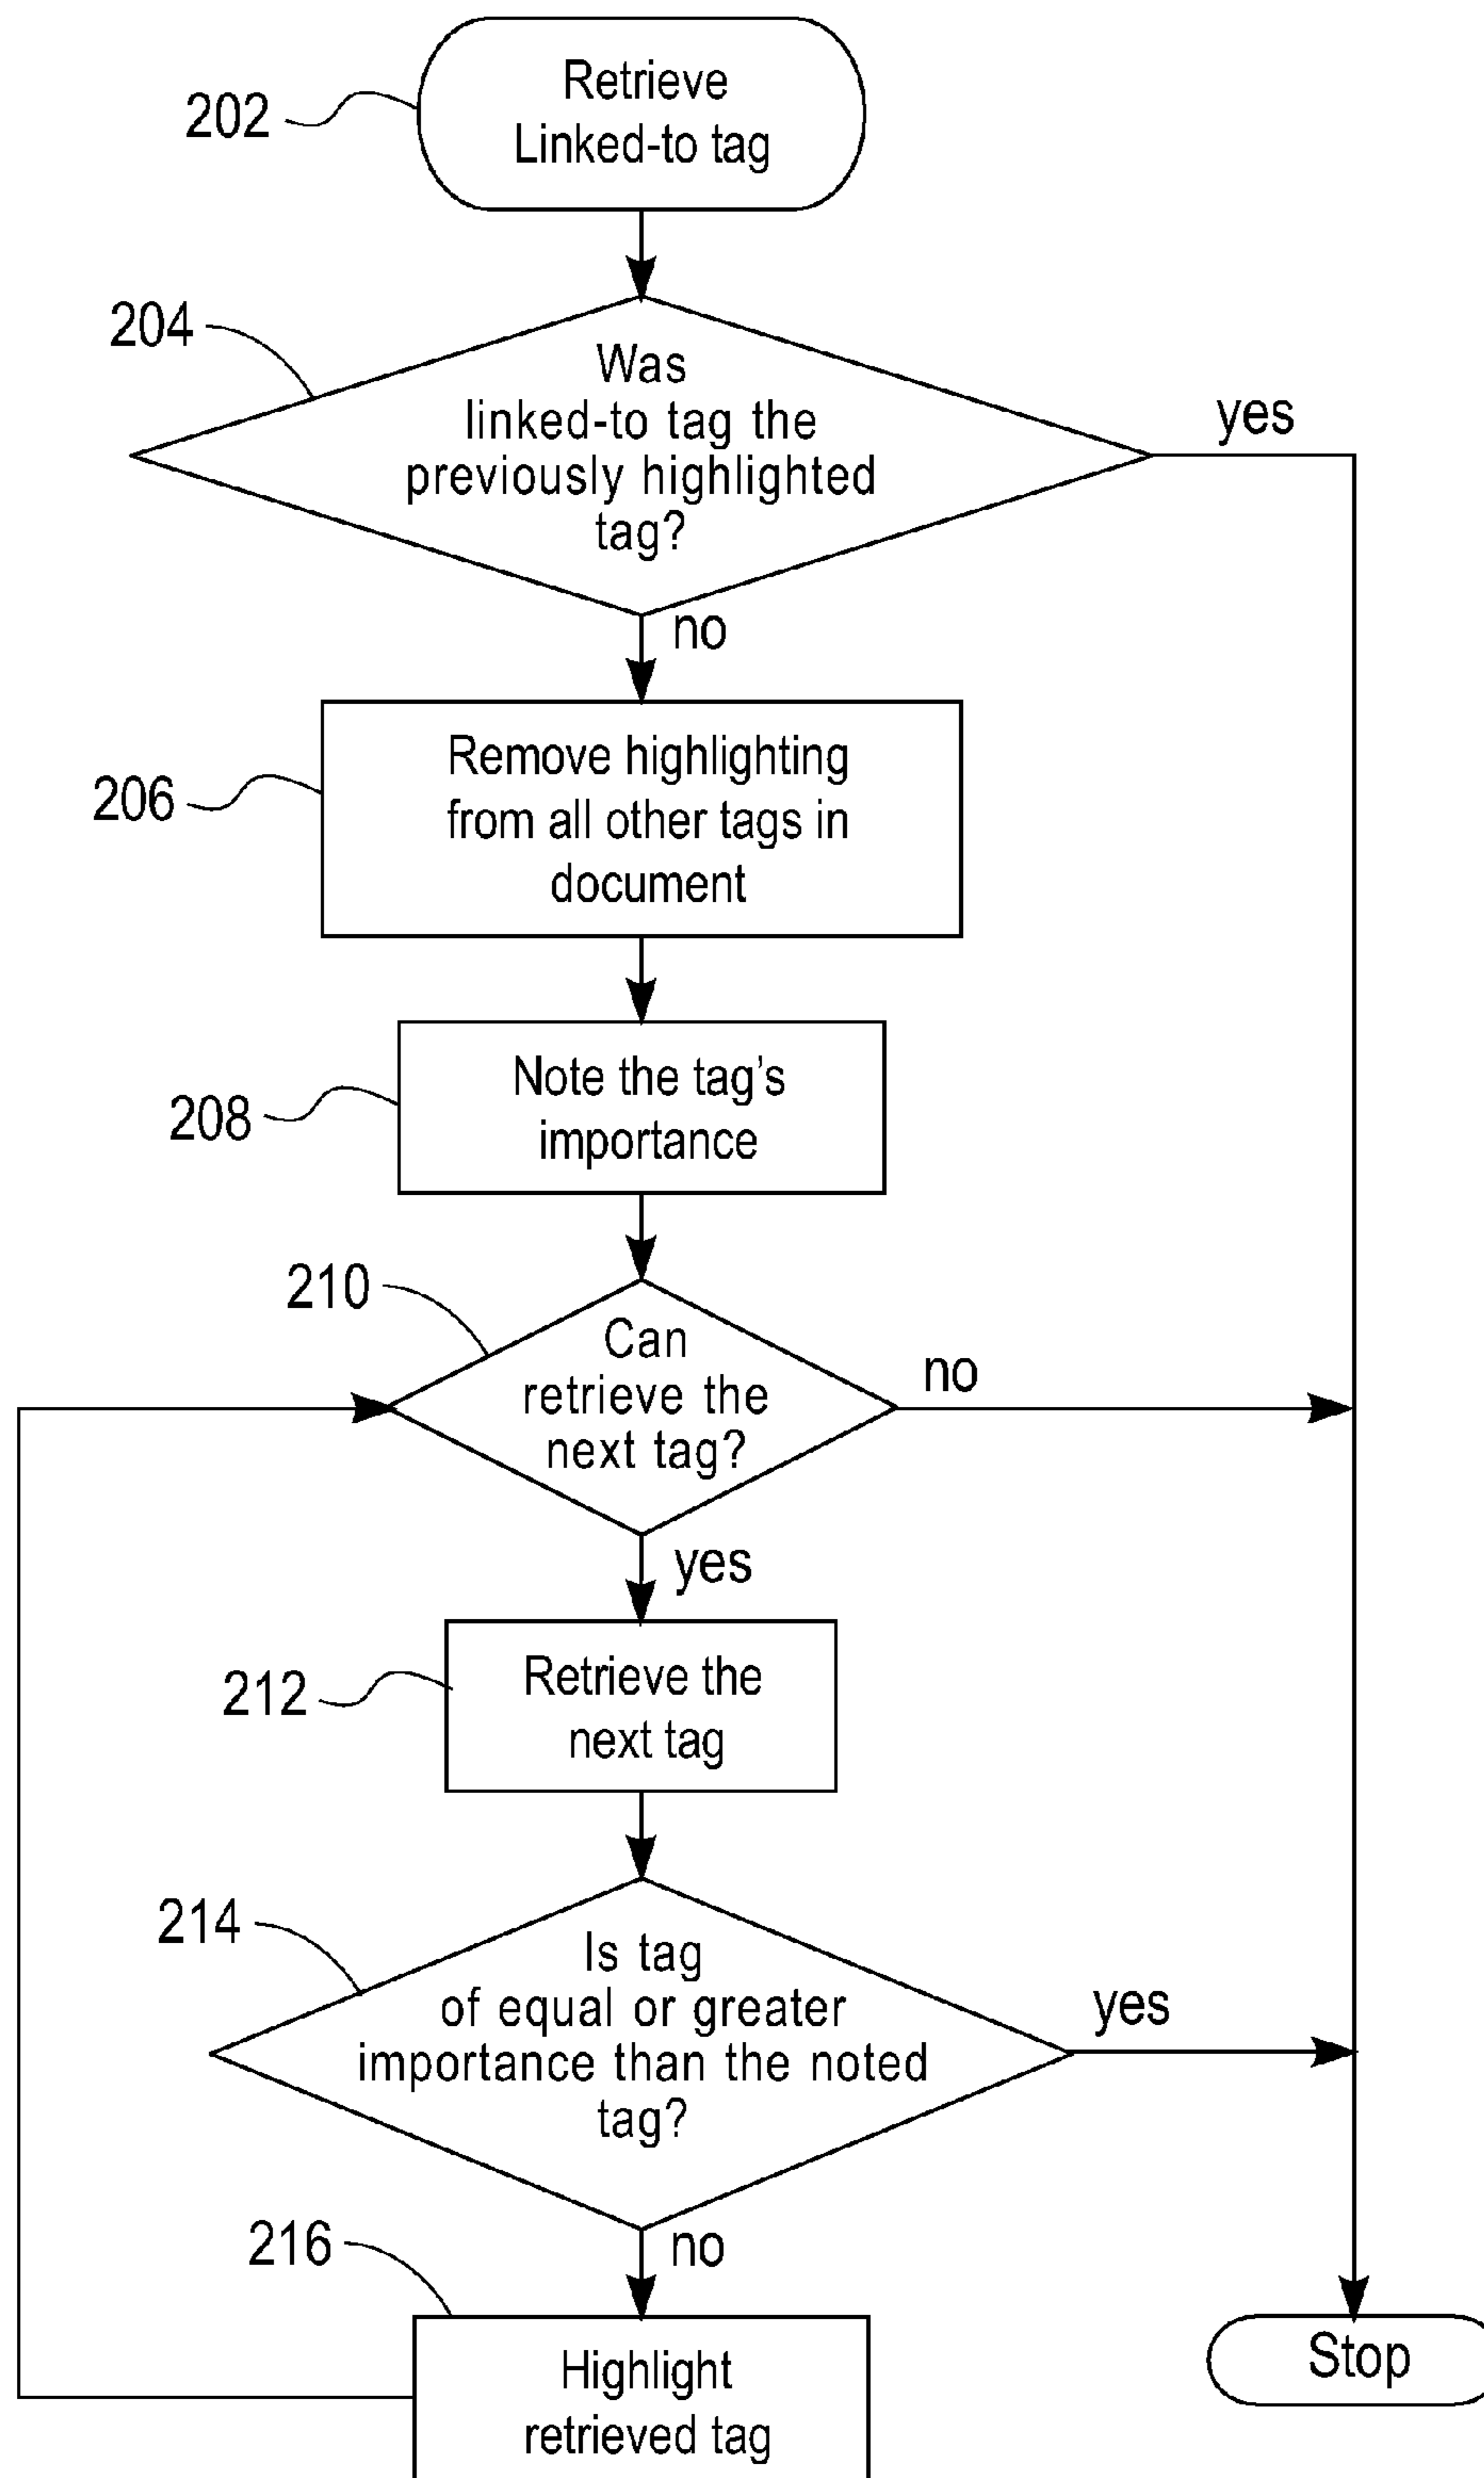 Retrieve
Linked-to tag
202
204
Was
linked-to tag the
previously highlighted
tag?
yes
no
206
Remove highlighting
from all other tags in
document
208
Note the tag's
importance
210
Can
retrieve the
next tag?
no
yes
212
Retrieve the
next tag
214
Is tag
of equal or greater
importance than the noted
tag?
yes
no
216
Highlight
retrieved tag
Stop